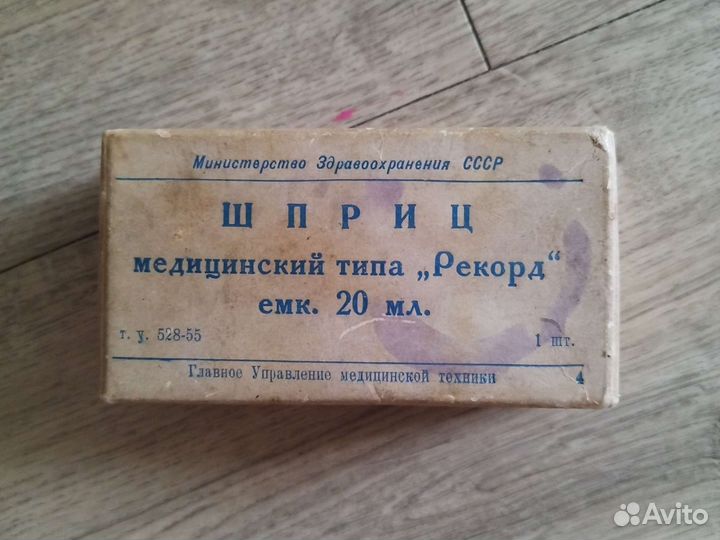 Министерство Здравоохранения СССР
ШПРИЦ
медицинский типа „Рекорд“
емк. 20 мл.
т. у. 528-55 1 шт.
Главное Управление медицинской техники 4
Avito